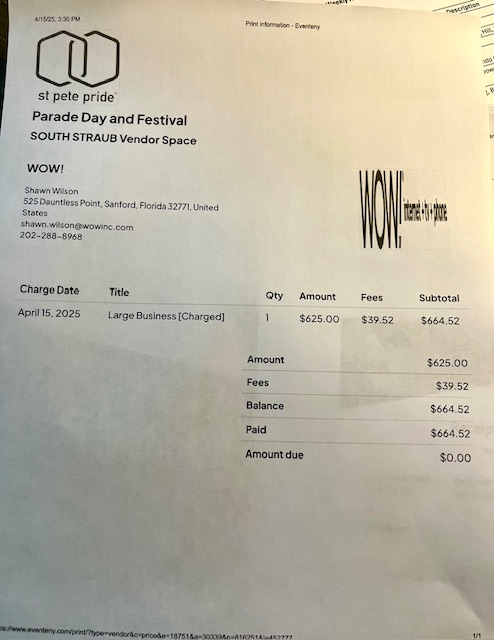 4/15/25, 3:30 PM
Print information - Eventeny
Description
st pete pride
Parade Day and Festival
SOUTH STRAUB Vendor Space
WOW!
Shawn Wilson
525 Dauntless Point, Sanford, Florida 32771, United
States
shawn.wilson@wowinc.com
202-288-8968
WOW! internet + tv + phone
Charge Date Title Qty Amount Fees Subtotal
April 15, 2025 Large Business [Charged] 1 $625.00 $39.52 $664.52
Amount $625.00
Fees $39.52
Balance $664.52
Paid $664.52
Amount due $0.00
1/1